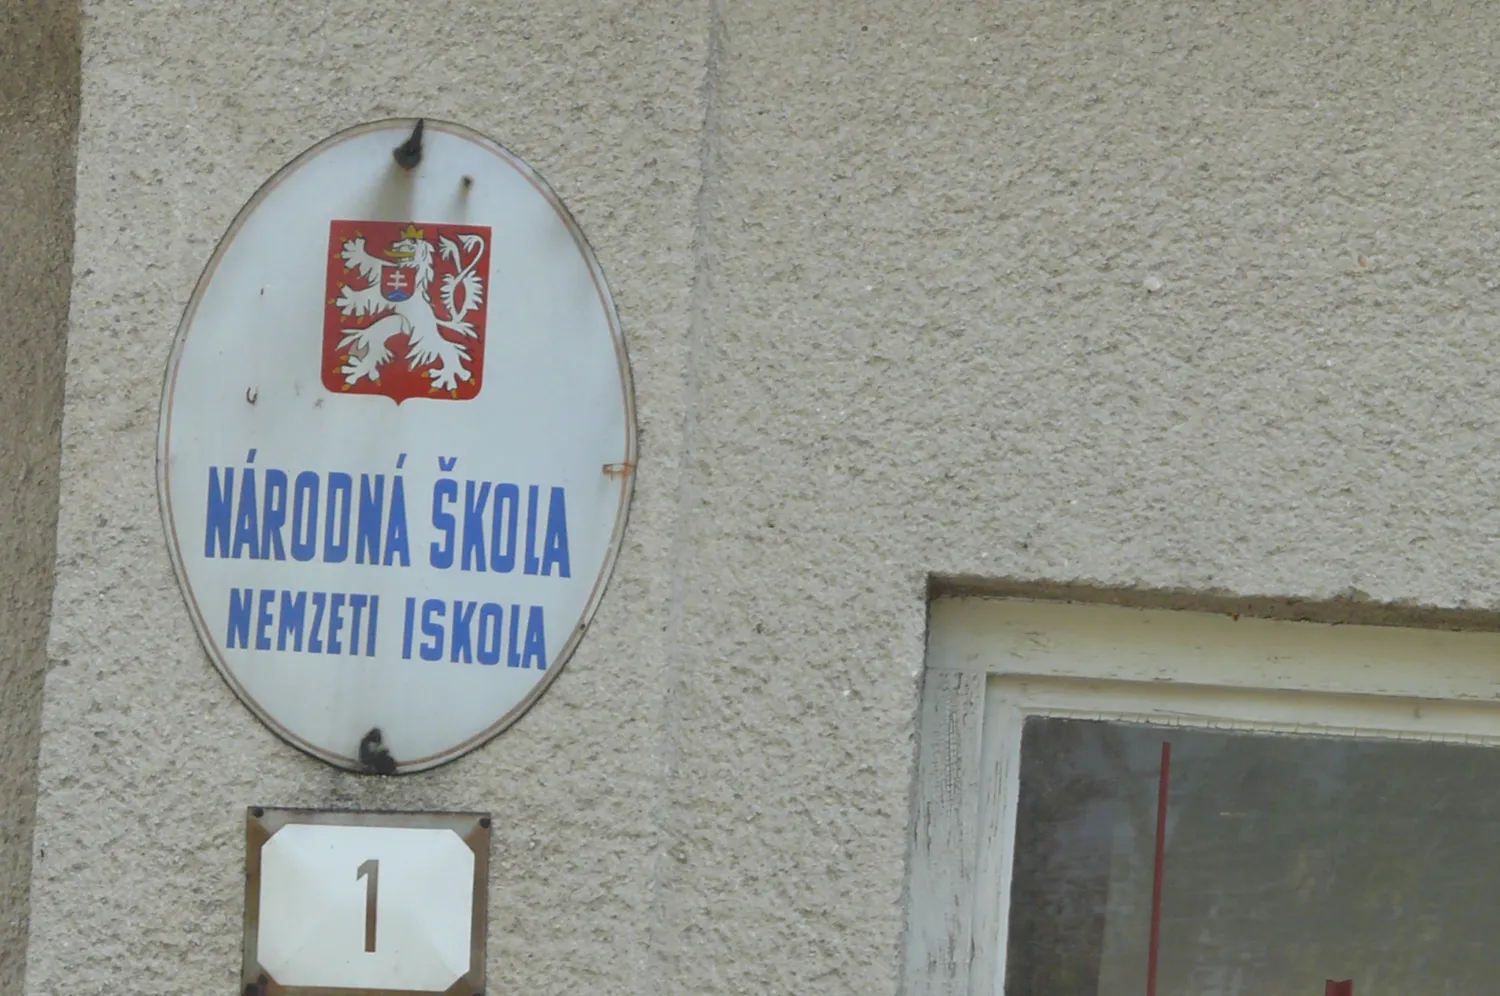 NÁRODNÁ ŠKOLA
NEMZETI ISKOLA
1